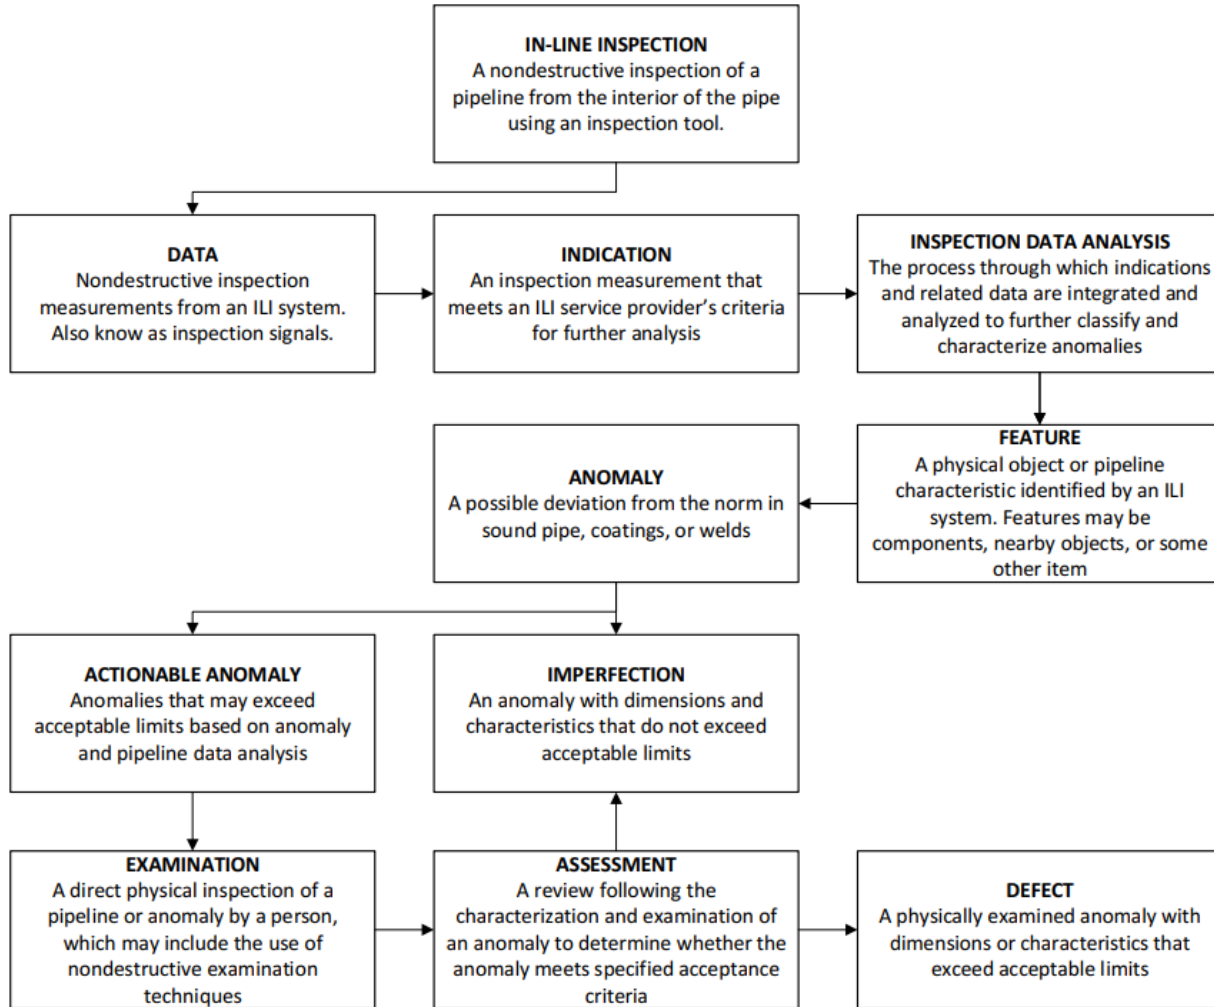 IN-LINE INSPECTION
A nondestructive inspection of a
pipeline from the interior of the pipe
using an inspection tool.
DATA
Nondestructive inspection
measurements from an ILI system.
Also know as inspection signals.
INDICATION
An inspection measurement that
meets an ILI service provider’s criteria
for further analysis
INSPECTION DATA ANALYSIS
The process through which indications
and related data are integrated and
analyzed to further classify and
characterize anomalies
FEATURE
A physical object or pipeline
characteristic identified by an ILI
system. Features may be
components, nearby objects, or some
other item
ANOMALY
A possible deviation from the norm in
sound pipe, coatings, or welds
ACTIONABLE ANOMALY
Anomalies that may exceed
acceptable limits based on anomaly
and pipeline data analysis
IMPERFECTION
An anomaly with dimensions and
characteristics that do not exceed
acceptable limits
EXAMINATION
A direct physical inspection of a
pipeline or anomaly by a person,
which may include the use of
nondestructive examination
techniques
ASSESSMENT
A review following the
characterization and examination of
an anomaly to determine whether the
anomaly meets specified acceptance
criteria
DEFECT
A physically examined anomaly with
dimensions or characteristics that
exceed acceptable limits